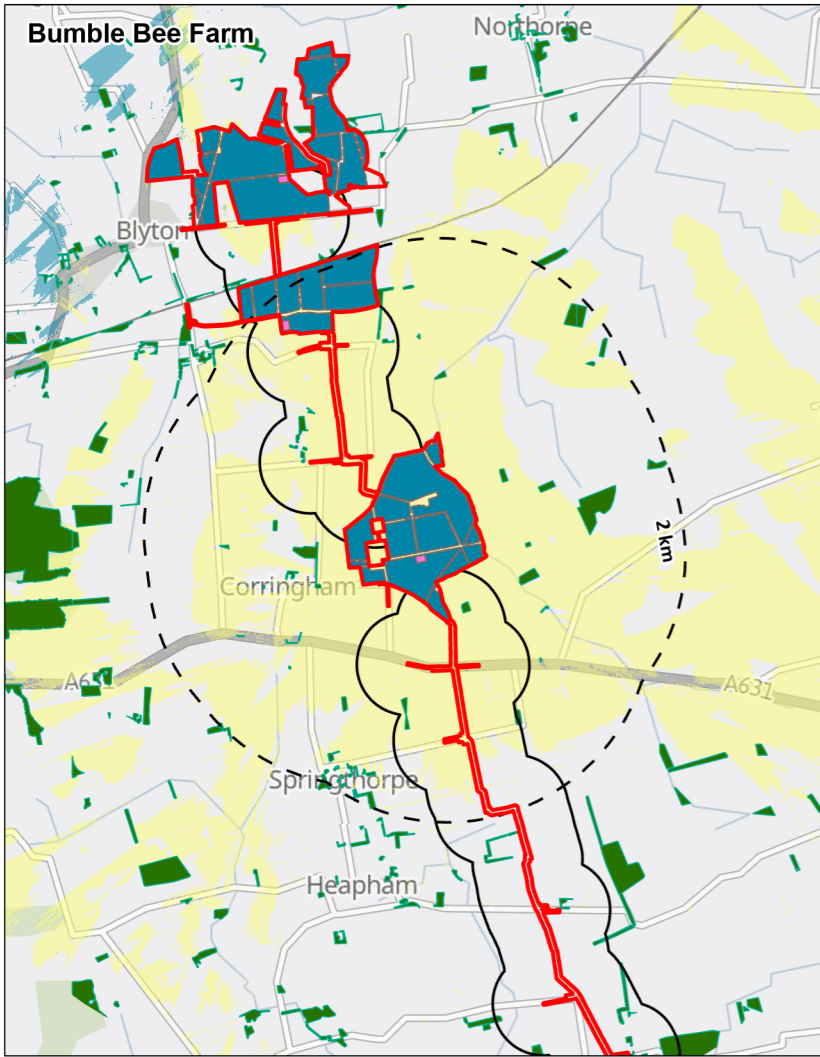 Bumble Bee Farm
Northorpe
Blyton
2 km
Corringham
A631
A631
Springthorpe
Heapham